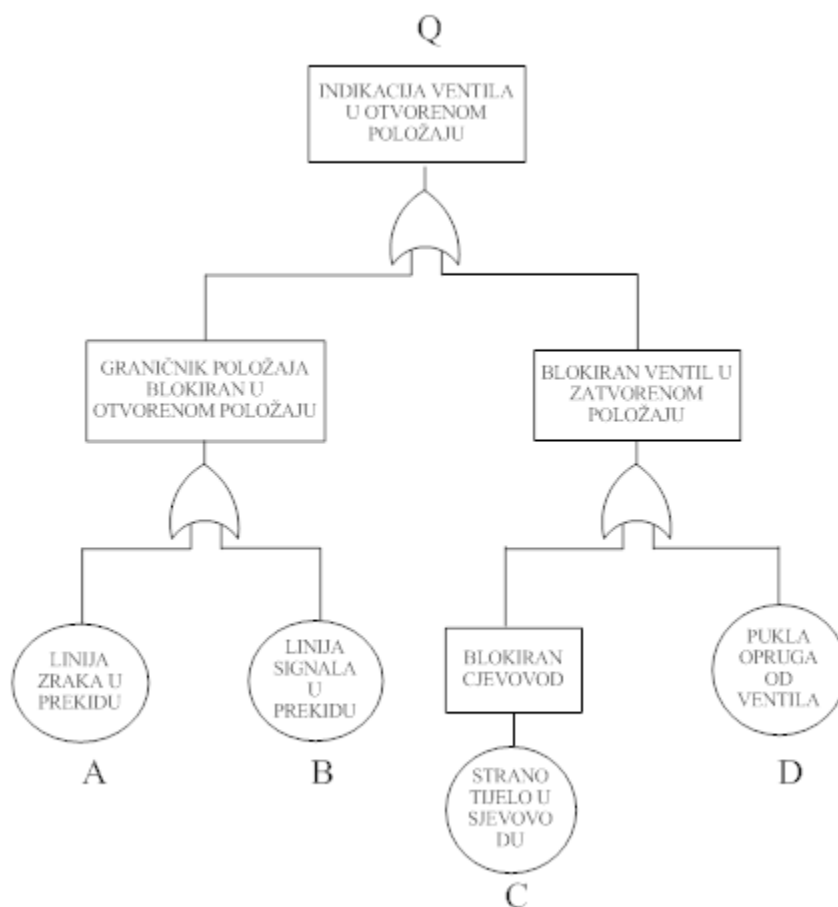 Q
INDIKACIJA VENTILA
U OTVORENOM
POLOŽAJU
GRANIČNIK POLOŽAJA
BLOKIRAN U
OTVORENOM POLOŽAJU
BLOKIRAN VENTIL U
ZATVORENOM
POLOŽAJU
LINIJA
ZRAKA U
PREKIDU
A
LINIJA
SIGNALA
U
PREKIDU
B
BLOKIRAN
CJEVOVOD
STRANO
TIJELO U
SJEVOVO
DU
C
PUKLA
OPRUGA
OD
VENTILA
D